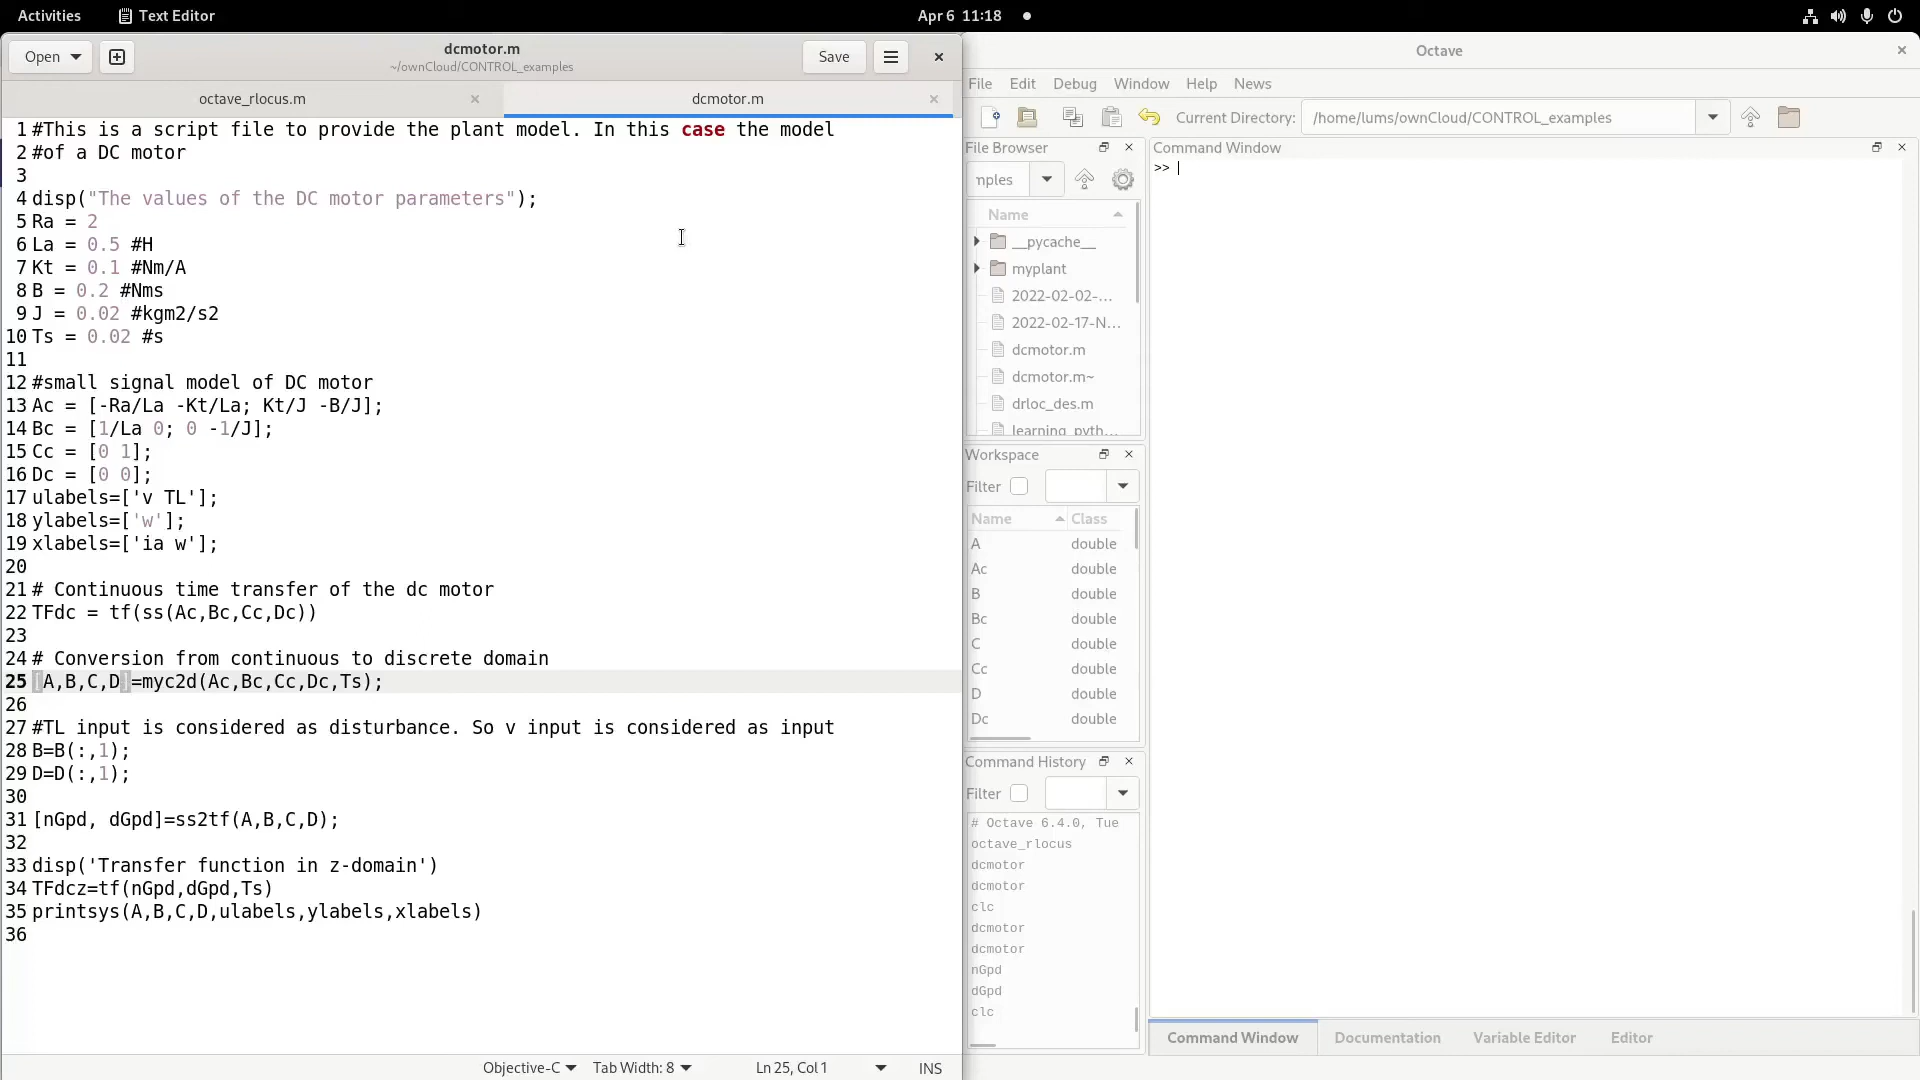 Activities
Text Editor
Apr 6 11:18
Open
dcmotor.m
~/ownCloud/CONTROL_examples
Save
octave_rlocus.m
dcmotor.m
1 #This is a script file to provide the plant model. In this case the model
2 #of a DC motor
3
4 disp("The values of the DC motor parameters");
5 Ra = 2
6 La = 0.5 #H
7 Kt = 0.1 #Nm/A
8 B = 0.2 #Nms
9 J = 0.02 #kgm2/s2
10 Ts = 0.02 #s
11
12 #small signal model of DC motor
13 Ac = [-Ra/La -Kt/La; Kt/J -B/J];
14 Bc = [1/La 0; 0 -1/J];
15 Cc = [0 1];
16 Dc = [0 0];
17 ulabels=['v TL'];
18 ylabels=['w'];
19 xlabels=['ia w'];
20
21 # Continuous time transfer of the dc motor
22 TFdc = tf(ss(Ac,Bc,Cc,Dc))
23
24 # Conversion from continuous to discrete domain
25 [A,B,C,D]=myc2d(Ac,Bc,Cc,Dc,Ts);
26
27 #TL input is considered as disturbance. So v input is considered as input
28 B=B(:,1);
29 D=D(:,1);
30
31 [nGpd, dGpd]=ss2tf(A,B,C,D);
32
33 disp('Transfer function in z-domain')
34 TFdcz=tf(nGpd,dGpd,Ts)
35 printsys(A,B,C,D,ulabels,ylabels,xlabels)
36
Objective-C
Tab Width: 8
Ln 25, Col 1
INS
Octave
File Edit Debug Window Help News
Current Directory: /home/lums/ownCloud/CONTROL_examples
File Browser
mples
Name
__pycache__
myplant
2022-02-02-...
2022-02-17-N...
dcmotor.m
dcmotor.m~
drloc_des.m
learning_pyth...
Workspace
Filter
Name Class
A double
Ac double
B double
Bc double
C double
Cc double
D double
Dc double
Command History
Filter
# Octave 6.4.0, Tue
octave_rlocus
dcmotor
dcmotor
clc
dcmotor
dcmotor
nGpd
dGpd
clc
Command Window
>>
Command Window
Documentation
Variable Editor
Editor